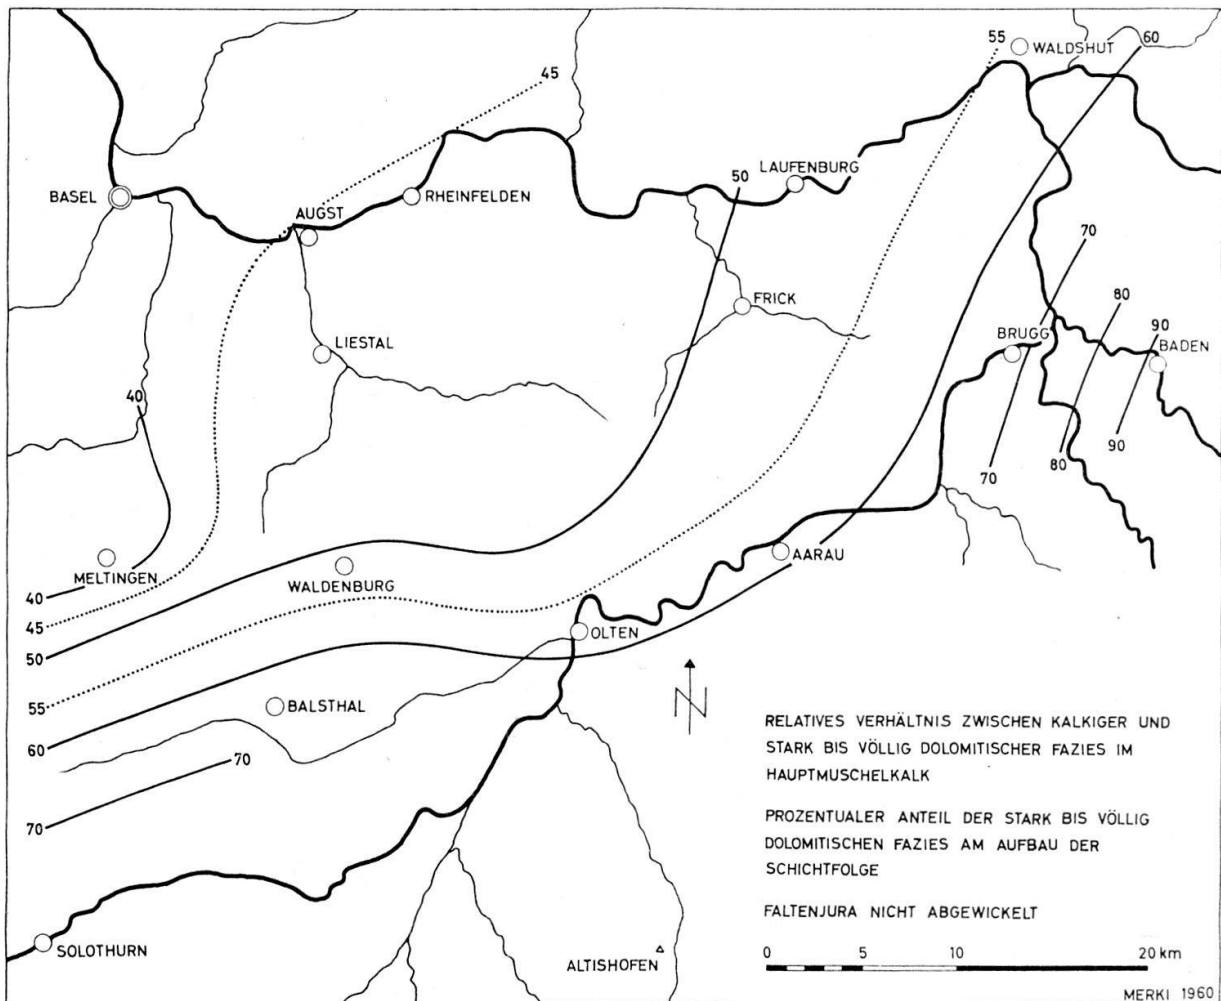 55
WALDSHUT
60
45
BASEL
AUGST
RHEINFELDEN
50
LAUFENBURG
70
80
90
FRICK
BRUGG
BADEN
LIESTAL
40
70
80
90
MELTINGEN
WALDENBURG
AARAU
40
45
50
OLTEN
55
BALSTHAL
60
70
70
N
RELATIVES VERHÄLTNIS ZWISCHEN KALKIGER UND
STARK BIS VÖLLIG DOLOMITISCHER FAZIES IM
HAUPTMUSCHELKALK
PROZENTUALER ANTEIL DER STARK BIS VÖLLIG
DOLOMITISCHEN FAZIES AM AUFBAU DER
SCHICHTFOLGE
FALTENJURA NICHT ABGEWICKELT
SOLOTHURN
ALTISHOFEN
0 5 10 20 km
MERKI 1960